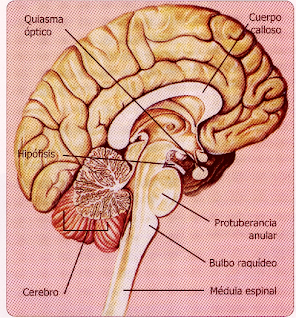 Quiasma
óptico
Cuerpo
calloso
Hipófisis
Protuberancia
anular
Bulbo raquídeo
Cerebro
Médula espinal